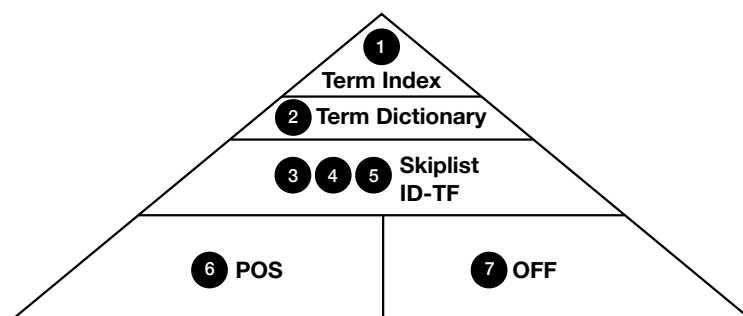 1
Term Index
2 Term Dictionary
3 4 5 Skiplist
ID-TF
6 POS
7 OFF